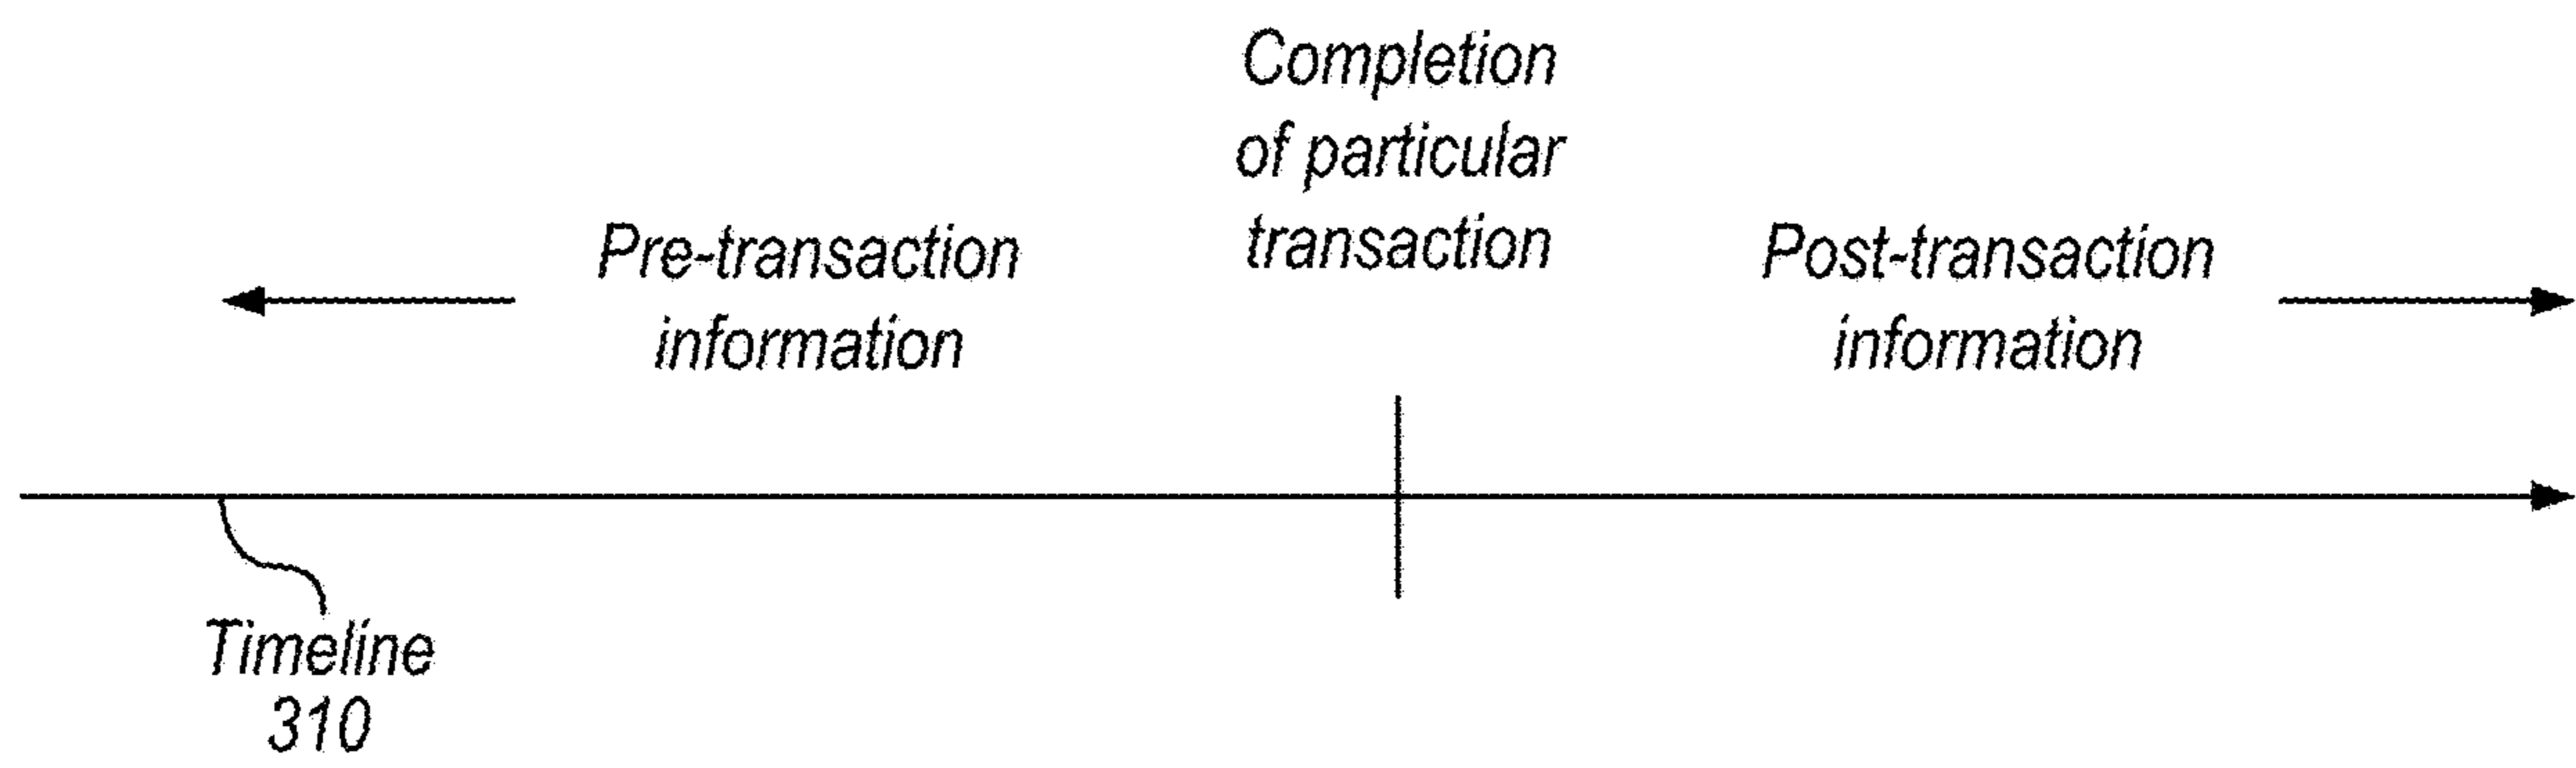 Completion
of particular
transaction
Pre-transaction
information
Post-transaction
information
Timeline
310